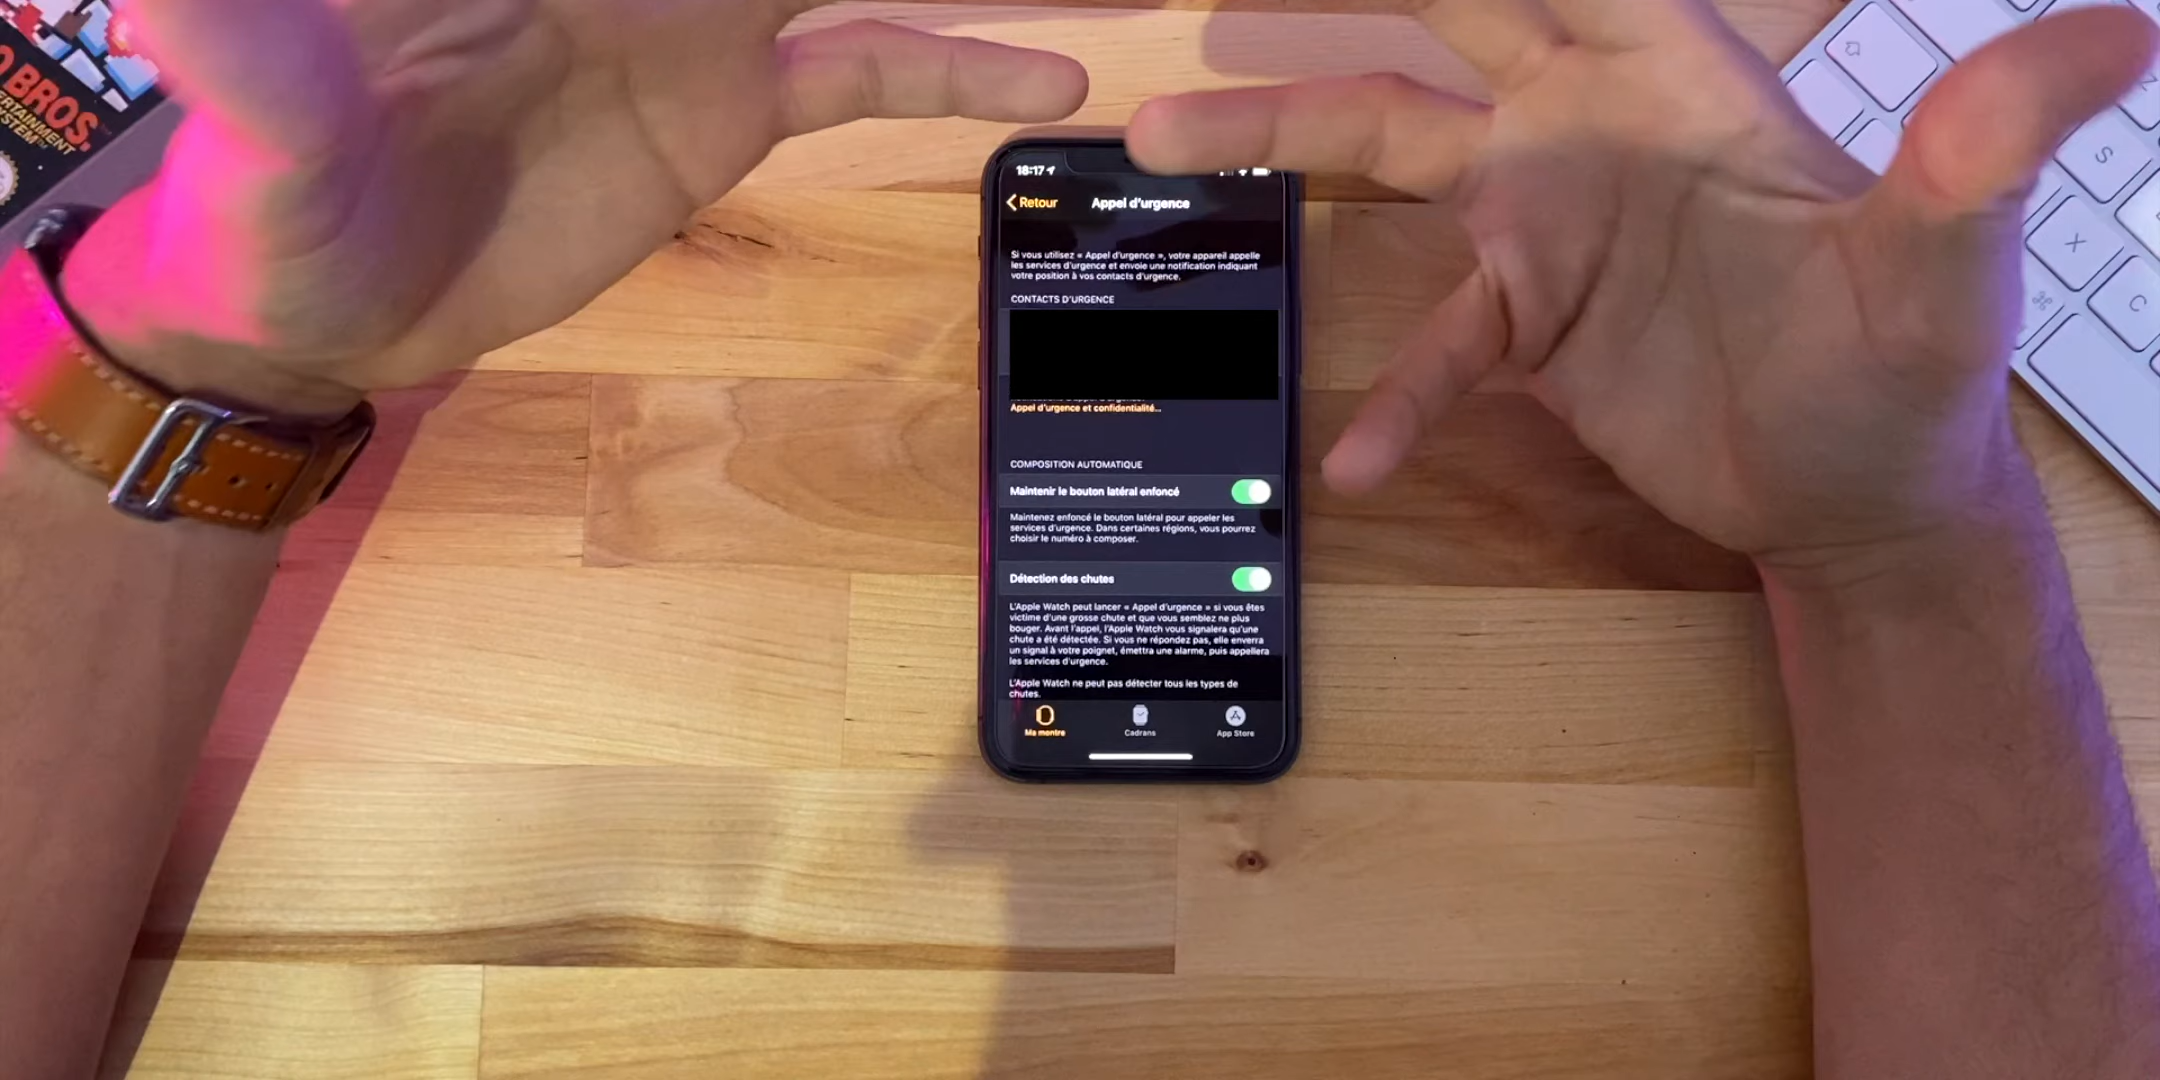 BROS.
ERTAINMENT
STEM™
18:17
Retour
Appel d'urgence
Si vous utilisez « Appel d'urgence », votre appareil appelle
les services d'urgence et envoie une notification indiquant
votre position à vos contacts d'urgence.
CONTACTS D'URGENCE
Appel d'urgence et confidentialité...
COMPOSITION AUTOMATIQUE
Maintenir le bouton latéral enfoncé
Maintenez enfoncé le bouton latéral pour appeler les
services d'urgence. Dans certaines régions, vous pourrez
choisir le numéro à composer.
Détection des chutes
L'Apple Watch peut lancer « Appel d'urgence » si vous êtes
victime d'une grosse chute et que vous semblez ne plus
bouger. Avant l'appel, l'Apple Watch vous signalera qu'une
chute a été détectée. Si vous ne répondez pas, elle enverra
un signal à votre poignet, émettra une alarme, puis appellera
les services d'urgence.
L'Apple Watch ne peut pas détecter tous les types de
chutes.
Ma montre
Cadrans
App Store
Z
S
X
C
⌘